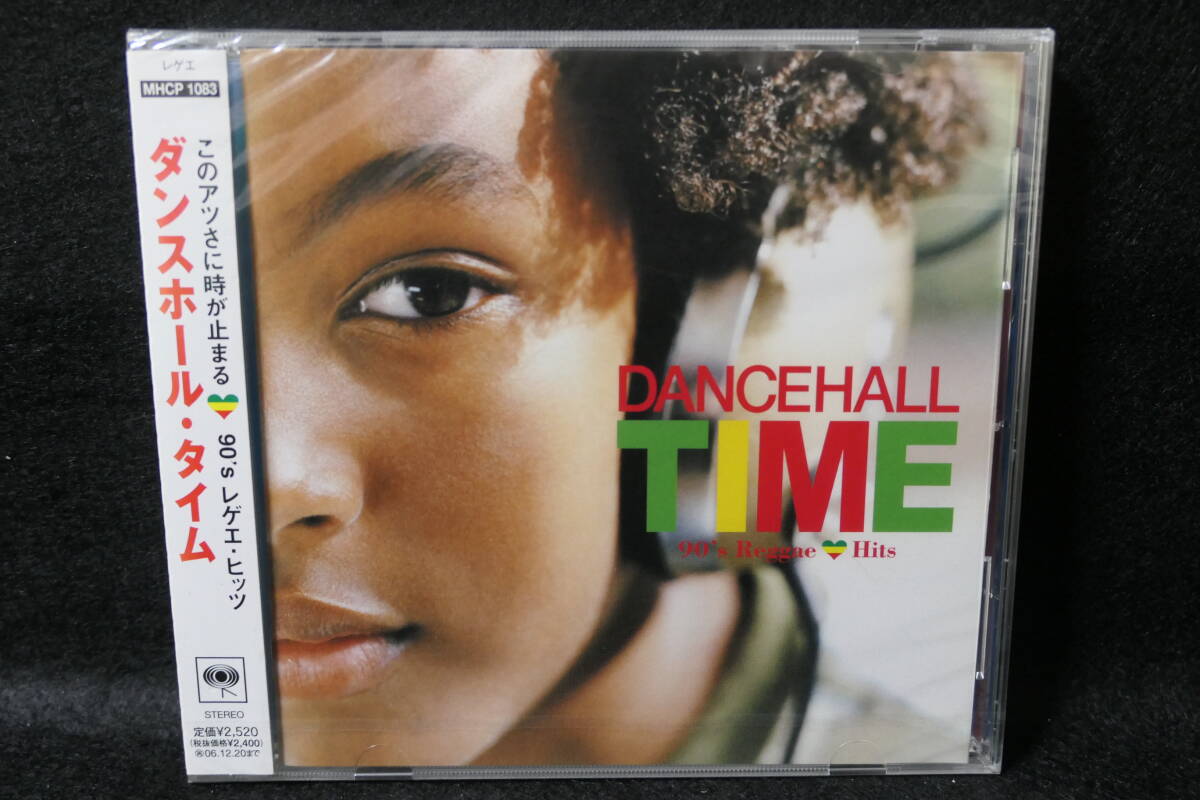 レゲエ
MHCP 1083
このアツさに時が止まる 90's レゲエ・ヒッツ
ダンスホール・タイム
STEREO
定価¥2,520
(税抜価格¥2,400)
06.12.20まで
DANCEHALL
TIME
90's Reggae Hits